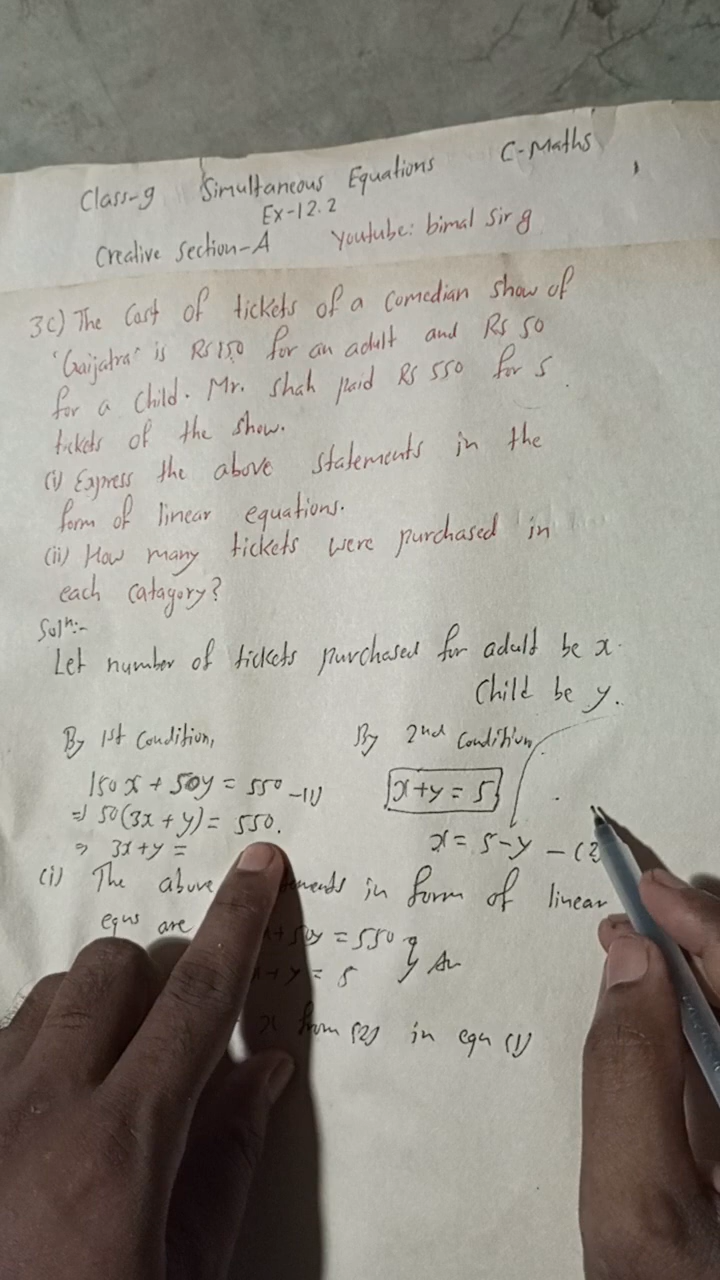 Class-9 Simultaneous Equations C-Maths
Ex-12.2
Creative Section-A Youtube: bimal Sir g
3c) The Cost of tickets of a Comedian show of
"Gaijatra" is RS 150 for an adult and RS 50
for a Child. Mr. Shah paid RS 550 for 5
tickets of the show.
(i) Express the above statements in the
form of linear equations.
(ii) How many tickets were purchased in
each catagory?
Solⁿ:-
Let number of tickets purchased for adult be x.
Child be y.
By 1st Condition,
150x + 50y = 550 -(1)
⇒ 50(3x + y) = 550.
⇒ 3x+y =
By 2nd Condition,
x+y = 5
x = 5-y - (2
(i) The above in form of linear
eqns are
+50y = 550
x+y = 5
x from (2) in eqn (1)